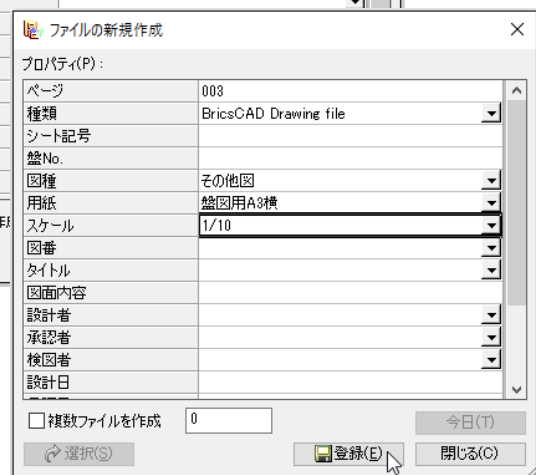 ファイルの新規作成
プロパティ(P):
ページ 003
種類 BricsCAD Drawing file
シート記号
盤No.
図種 その他図
用紙 盤図用A3横
スケール 1/10
図番
タイトル
図面内容
設計者
承認者
検図者
設計日
複数ファイルを作成 0 今日(T)
選択(S) 登録(E) 閉じる(C)